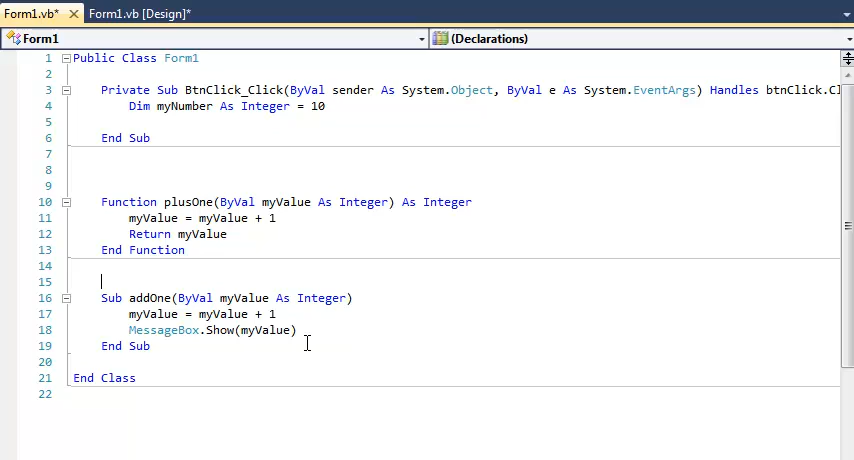 Form1.vb* Form1.vb [Design]*
Form1 (Declarations)
1 Public Class Form1
2
3 Private Sub BtnClick_Click(ByVal sender As System.Object, ByVal e As System.EventArgs) Handles btnClick.Cl
4 Dim myNumber As Integer = 10
5
6 End Sub
7
8
9
10 Function plusOne(ByVal myValue As Integer) As Integer
11 myValue = myValue + 1
12 Return myValue
13 End Function
14
15
16 Sub addOne(ByVal myValue As Integer)
17 myValue = myValue + 1
18 MessageBox.Show(myValue)
19 End Sub
20
21 End Class
22